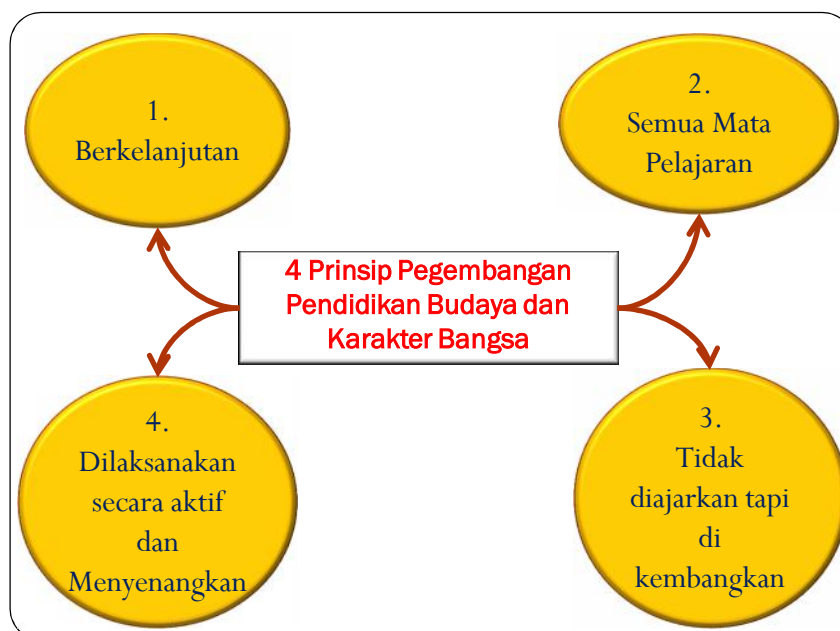 1.
Berkelanjutan
2.
Semua Mata
Pelajaran
4 Prinsip Pegembangan
Pendidikan Budaya dan
Karakter Bangsa
4.
Dilaksanakan
secara aktif
dan
Menyenangkan
3.
Tidak
diajarkan tapi
di
kembangkan